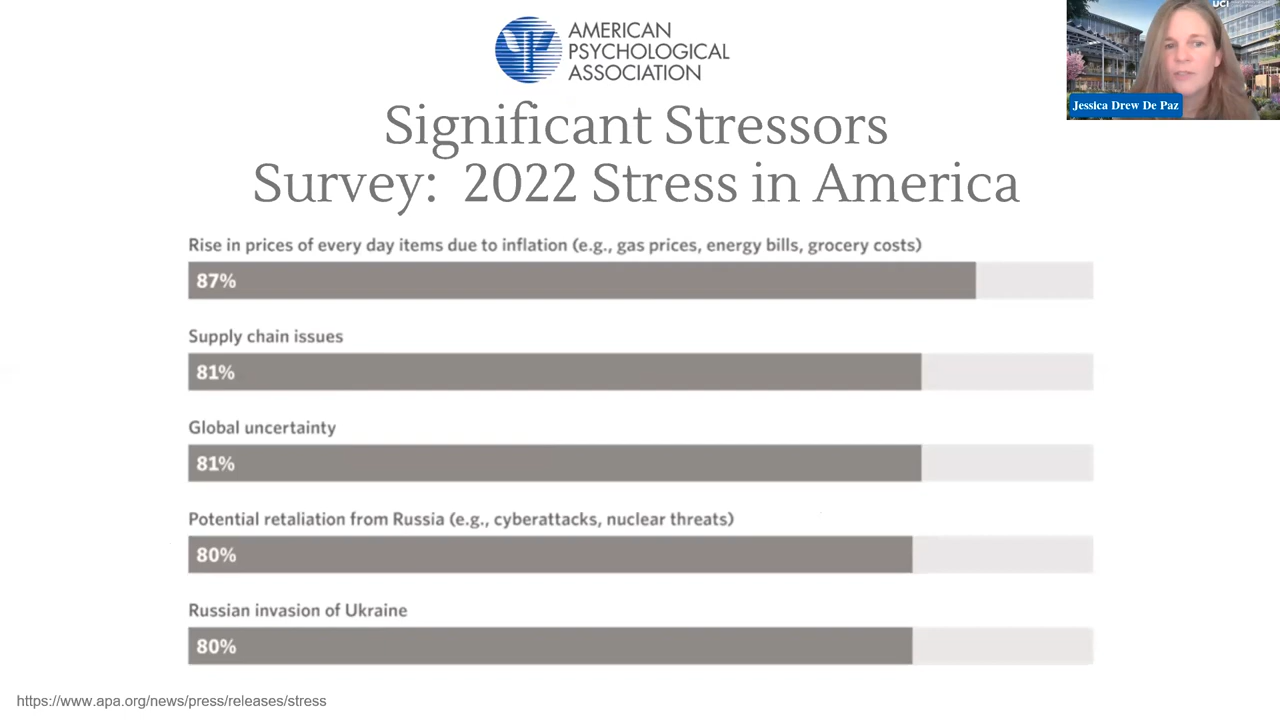 AMERICAN
PSYCHOLOGICAL
ASSOCIATION
UCI
Jessica Drew De Paz
Significant Stressors
Survey: 2022 Stress in America
Rise in prices of every day items due to inflation (e.g., gas prices, energy bills, grocery costs)
87%
Supply chain issues
81%
Global uncertainty
81%
Potential retaliation from Russia (e.g., cyberattacks, nuclear threats)
80%
Russian invasion of Ukraine
80%
https://www.apa.org/news/press/releases/stress